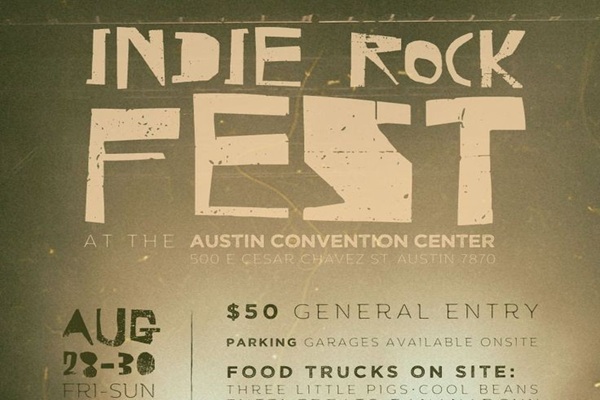 INDIE ROCK
FEST
AT THE AUSTIN CONVENTION CENTER
500 E CESAR CHAVEZ ST, AUSTIN 7870
AUG
28-30
FRI-SUN
$50 GENERAL ENTRY
PARKING GARAGES AVAILABLE ONSITE
FOOD TRUCKS ON SITE:
THREE LITTLE PIGS·COOL BEANS